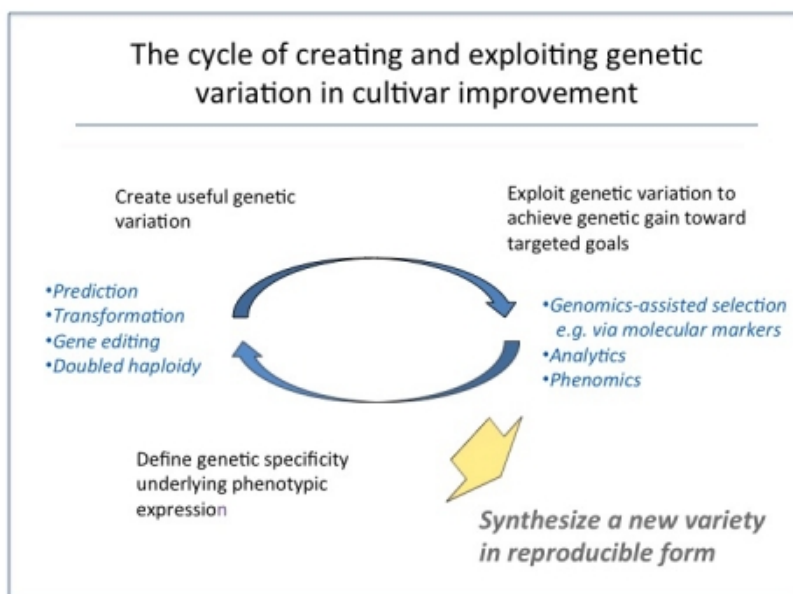 The cycle of creating and exploiting genetic
variation in cultivar improvement
Create useful genetic
variation
•Prediction
•Transformation
•Gene editing
•Doubled haploidy
Exploit genetic variation to
achieve genetic gain toward
targeted goals
•Genomics-assisted selection
e.g. via molecular markers
•Analytics
•Phenomics
Define genetic specificity
underlying phenotypic
expression
Synthesize a new variety
in reproducible form